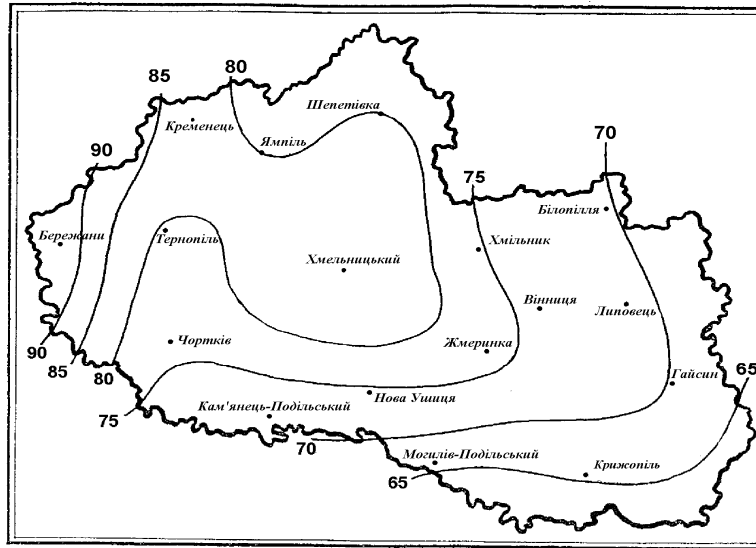 80
85
Шепетівка
Кременець
70
Ямпіль
90
75
Білопілля
Бережани
Тернопіль
Хмільник
Хмельницький
Вінниця
Липовець
Чортків
90
Жмеринка
85
65
80
Гайсин
Нова Ушиця
75
Кам'янець-Подільський
70
Могилів-Подільський
Крижопіль
65